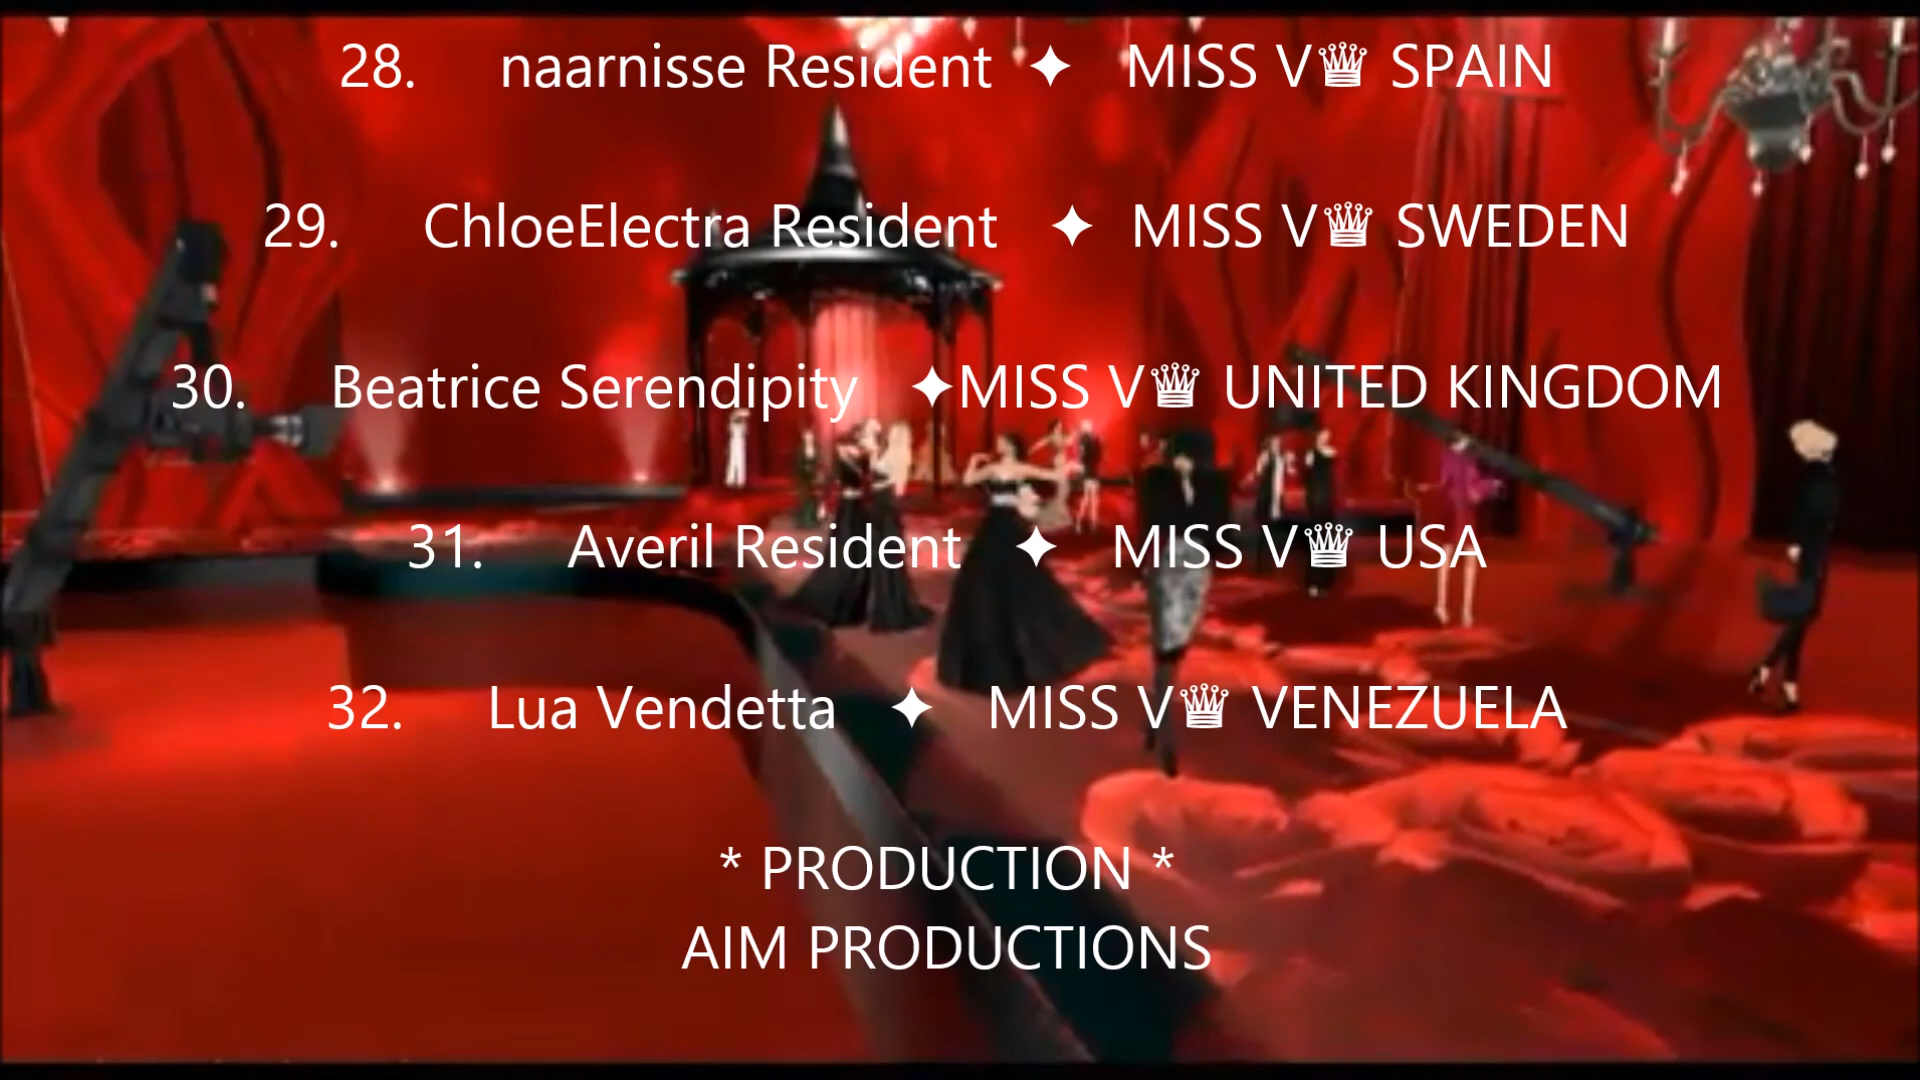 28. naarnisse Resident ✦ MISS V♛ SPAIN
29. ChloeElectra Resident ✦ MISS V♛ SWEDEN
30. Beatrice Serendipity ✦MISS V♛ UNITED KINGDOM
31. Averil Resident ✦ MISS V♛ USA
32. Lua Vendetta ✦ MISS V♛ VENEZUELA
* PRODUCTION *
AIM PRODUCTIONS